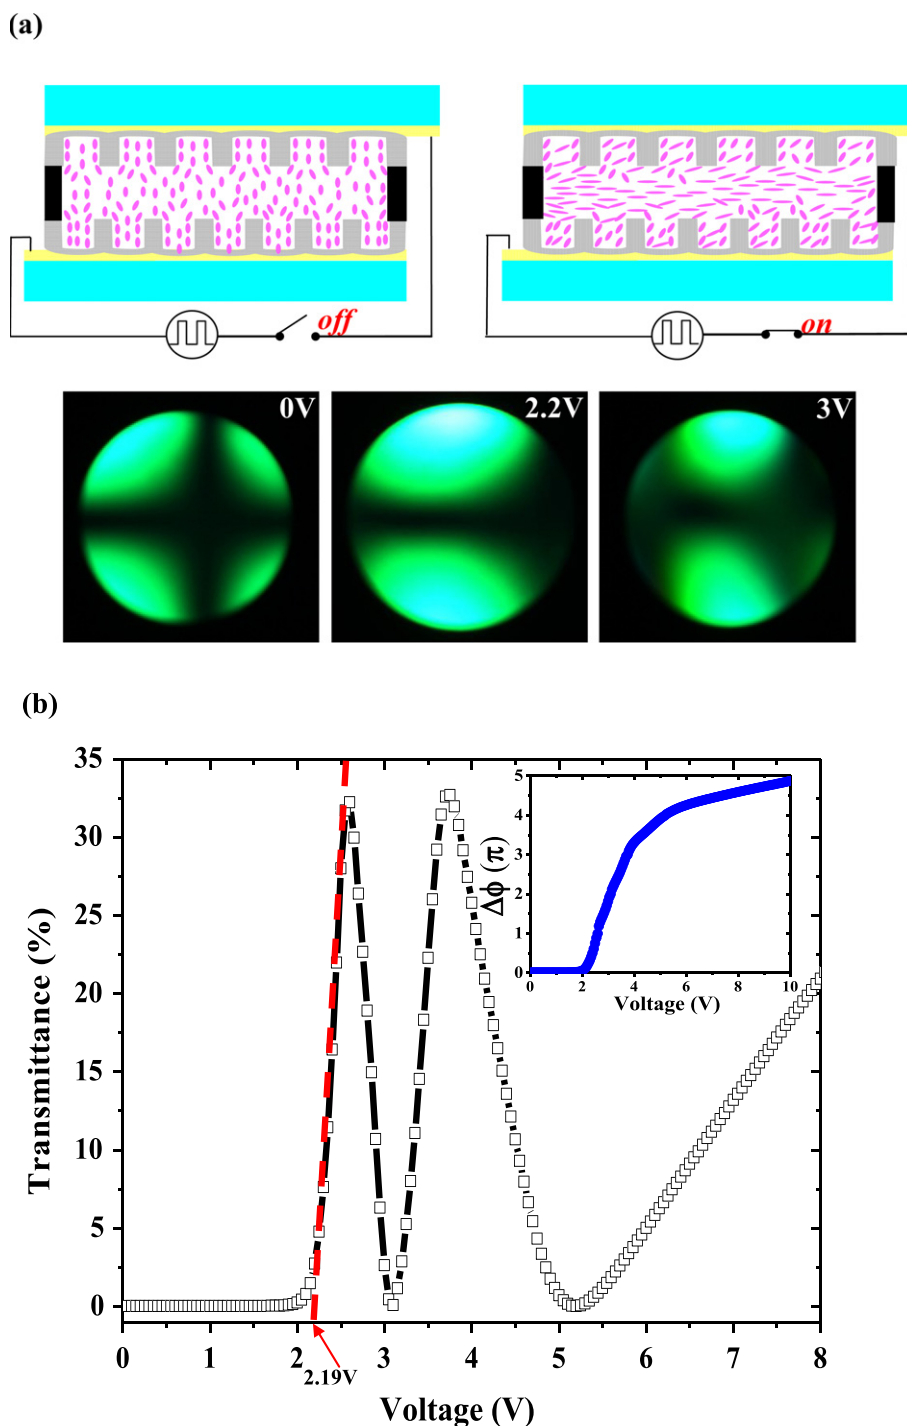 (a)
off
on
0V
2.2V
3V
(b)
35
30
25
20
15
10
5
0
Transmittance (%)
0 1 2 3 4 5 6 7 8
2.19V
Voltage (V)
5
4
3
2
1
0
Δϕ (π)
0 2 4 6 8 10
Voltage (V)